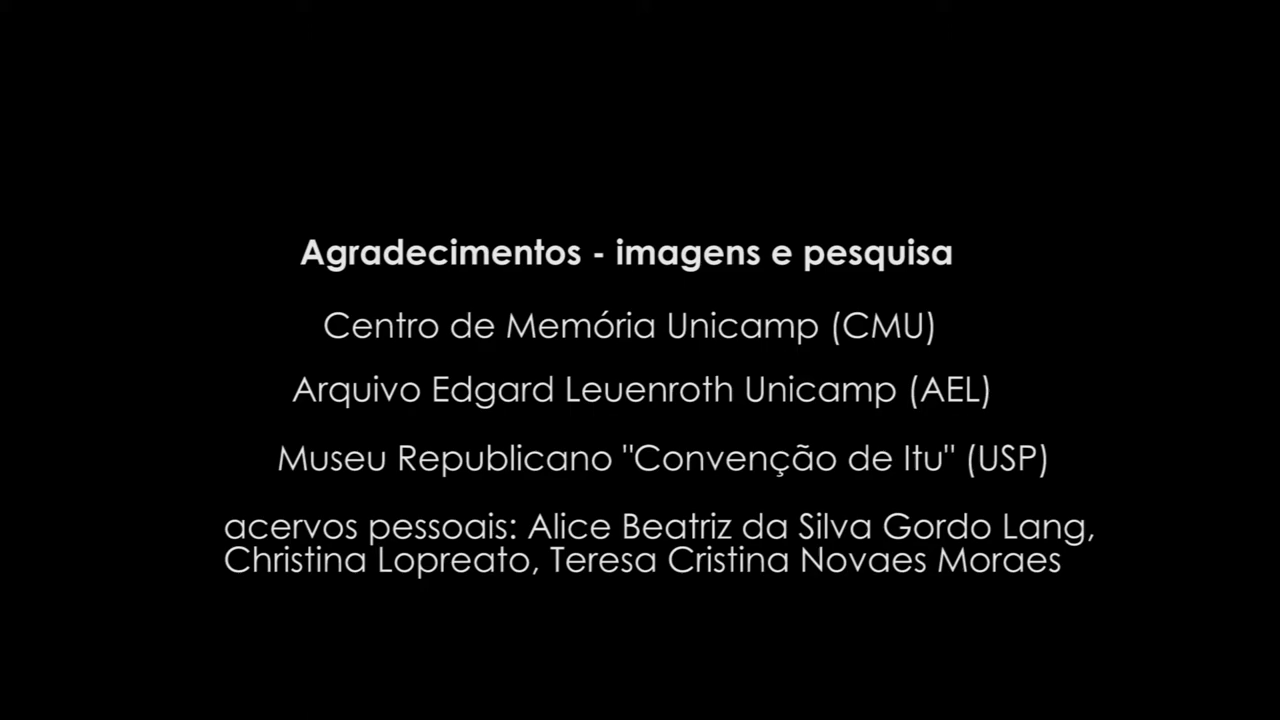 Agradecimentos - imagens e pesquisa
Centro de Memória Unicamp (CMU)
Arquivo Edgard Leuenroth Unicamp (AEL)
Museu Republicano "Convenção de Itu" (USP)
acervos pessoais: Alice Beatriz da Silva Gordo Lang,
Christina Lopreato, Teresa Cristina Novaes Moraes